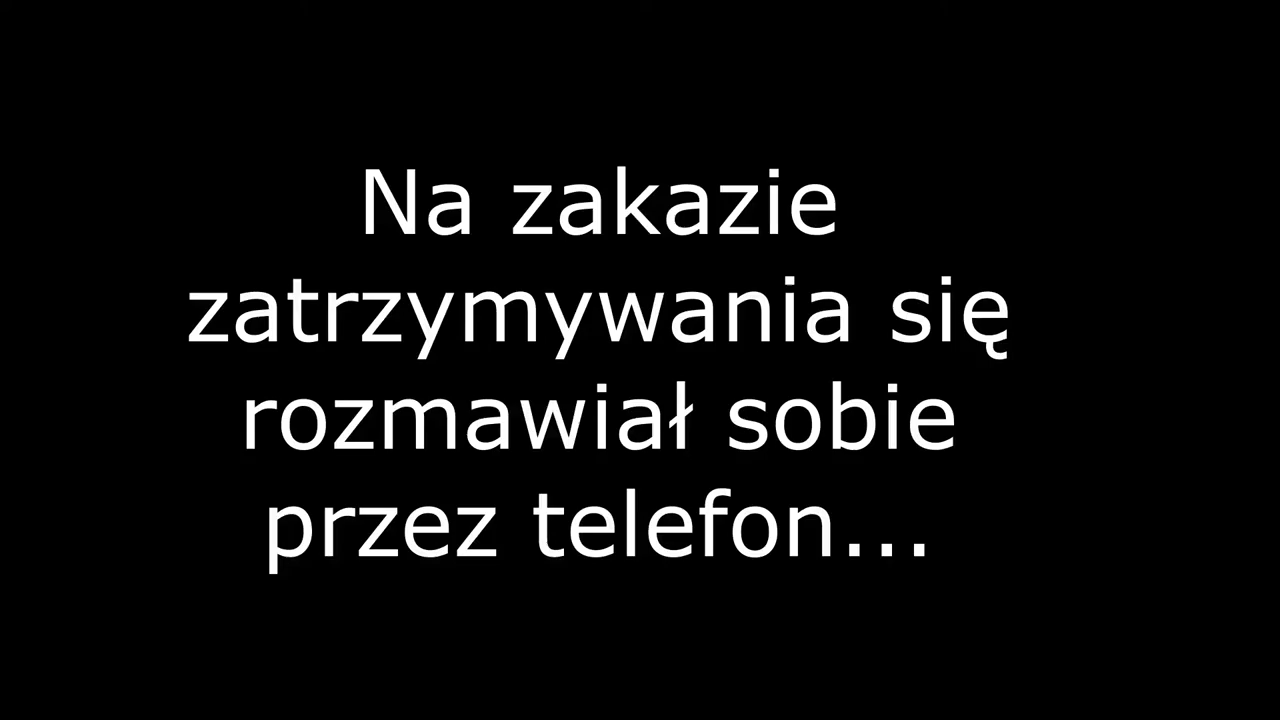 Na zakazie
zatrzymywania się
rozmawiał sobie
przez telefon...